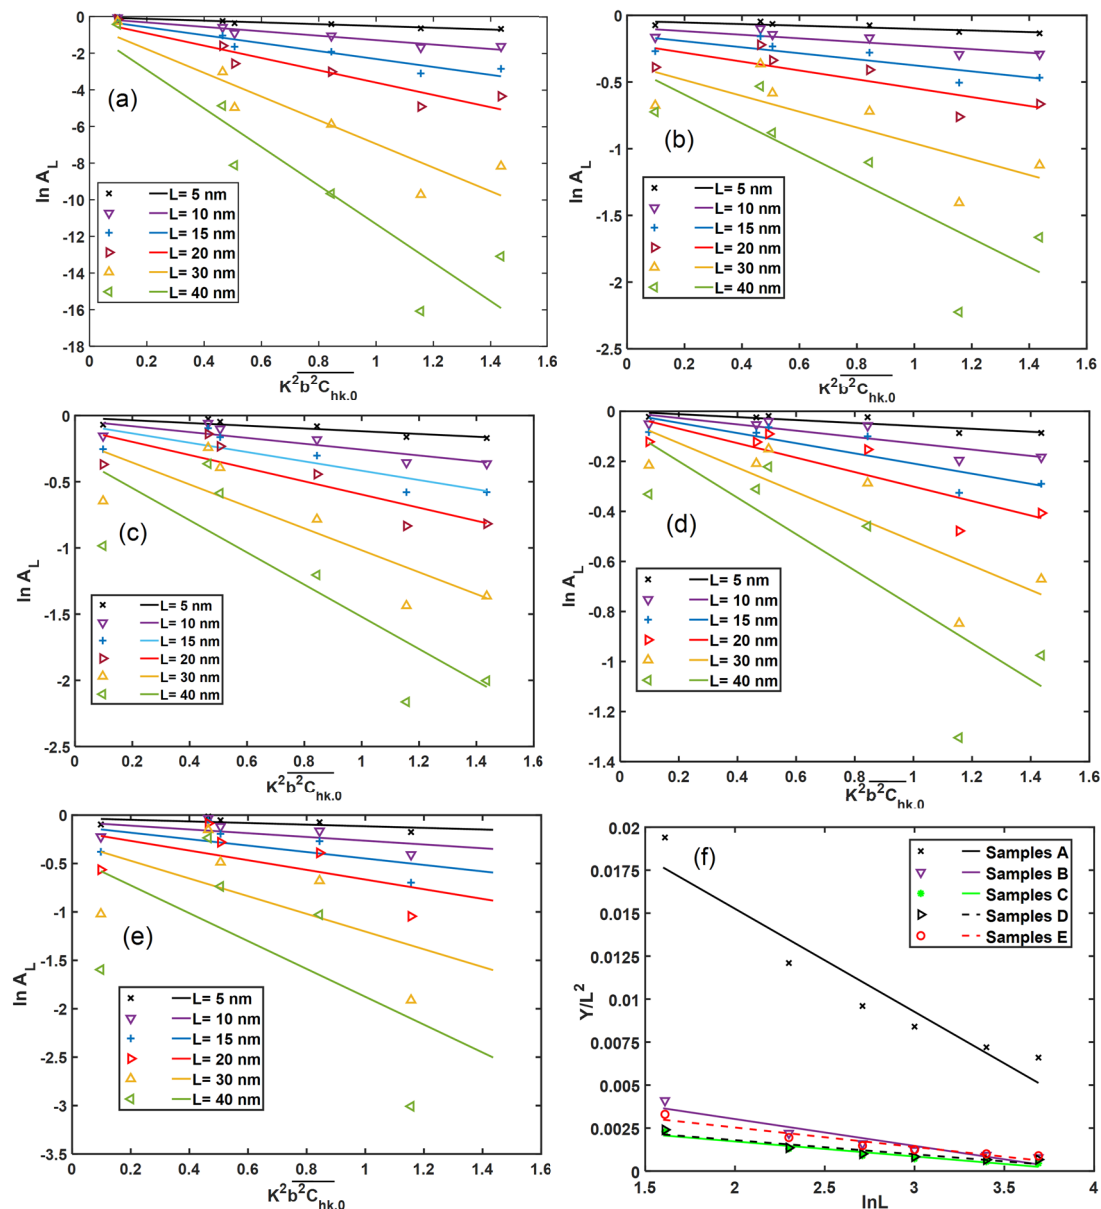 (a)
ln A_L
0
-2
-4
-6
-8
-10
-12
-14
-16
-18
L= 5 nm
L= 10 nm
L= 15 nm
L= 20 nm
L= 30 nm
L= 40 nm
0 0.2 0.4 0.6 0.8 1 1.2 1.4 1.6
K²b²C_hk.0
(b)
ln A_L
0
-0.5
-1
-1.5
-2
-2.5
L= 5 nm
L= 10 nm
L= 15 nm
L= 20 nm
L= 30 nm
L= 40 nm
0 0.2 0.4 0.6 0.8 1 1.2 1.4 1.6
K²b²C_hk.0
(c)
ln A_L
0
-0.5
-1
-1.5
-2
-2.5
L= 5 nm
L= 10 nm
L= 15 nm
L= 20 nm
L= 30 nm
L= 40 nm
0 0.2 0.4 0.6 0.8 1 1.2 1.4 1.6
K²b²C_hk.0
(d)
ln A_L
0
-0.2
-0.4
-0.6
-0.8
-1
-1.2
-1.4
L= 5 nm
L= 10 nm
L= 15 nm
L= 20 nm
L= 30 nm
L= 40 nm
0 0.2 0.4 0.6 0.8 1 1.2 1.4 1.6
K²b²C_hk.0
(e)
ln A_L
0
-0.5
-1
-1.5
-2
-2.5
-3
-3.5
L= 5 nm
L= 10 nm
L= 15 nm
L= 20 nm
L= 30 nm
L= 40 nm
0 0.2 0.4 0.6 0.8 1 1.2 1.4 1.6
K²b²C_hk.0
(f)
Y/L²
0.02
0.0175
0.015
0.0125
0.01
0.0075
0.005
0.0025
0
Samples A
Samples B
Samples C
Samples D
Samples E
1.5 2 2.5 3 3.5 4
lnL